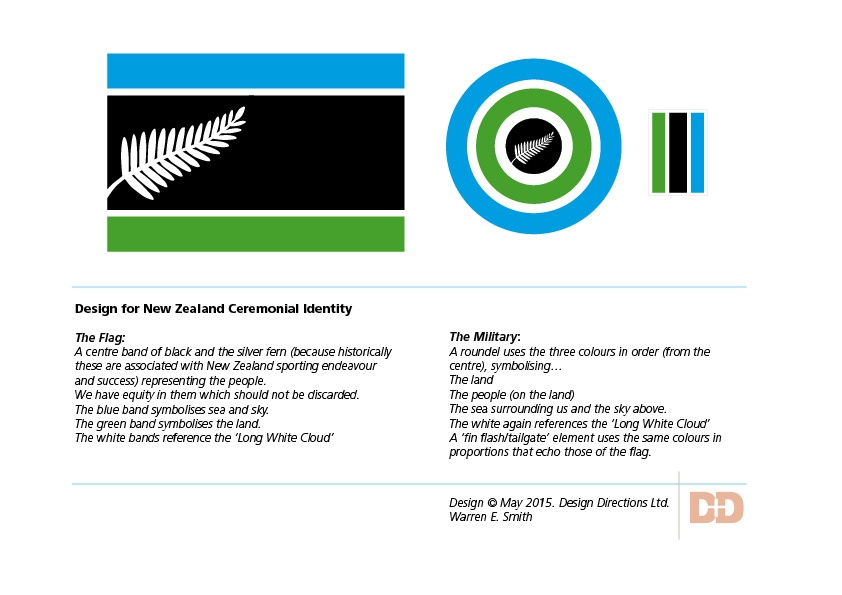 Design for New Zealand Ceremonial Identity
The Flag:
A centre band of black and the silver fern (because historically
these are associated with New Zealand sporting endeavour
and success) representing the people.
We have equity in them which should not be discarded.
The blue band symbolises sea and sky.
The green band symbolises the land.
The white bands reference the ‘Long White Cloud’
The Military:
A roundel uses the three colours in order (from the
centre), symbolising...
The land
The people (on the land)
The sea surrounding us and the sky above.
The white again references the ‘Long White Cloud’
A ‘fin flash/tailgate’ element uses the same colours in
proportions that echo those of the flag.
Design © May 2015. Design Directions Ltd.
Warren E. Smith
D+D